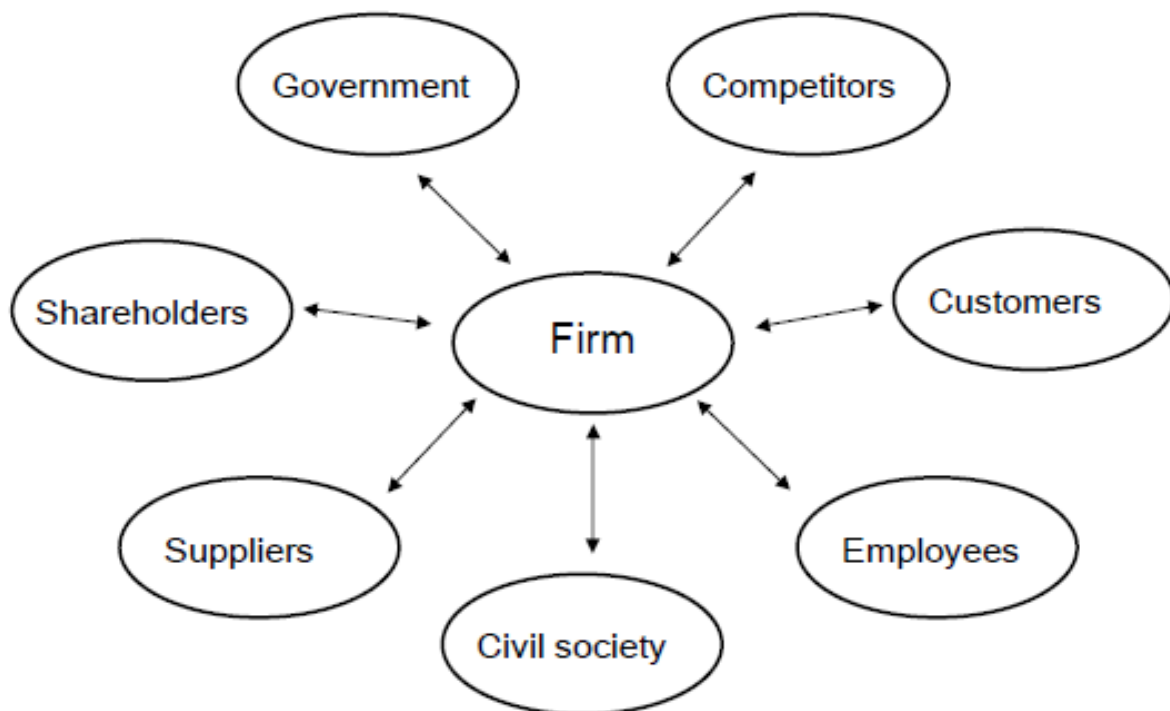 Government
Competitors
Shareholders
Firm
Customers
Suppliers
Employees
Civil society